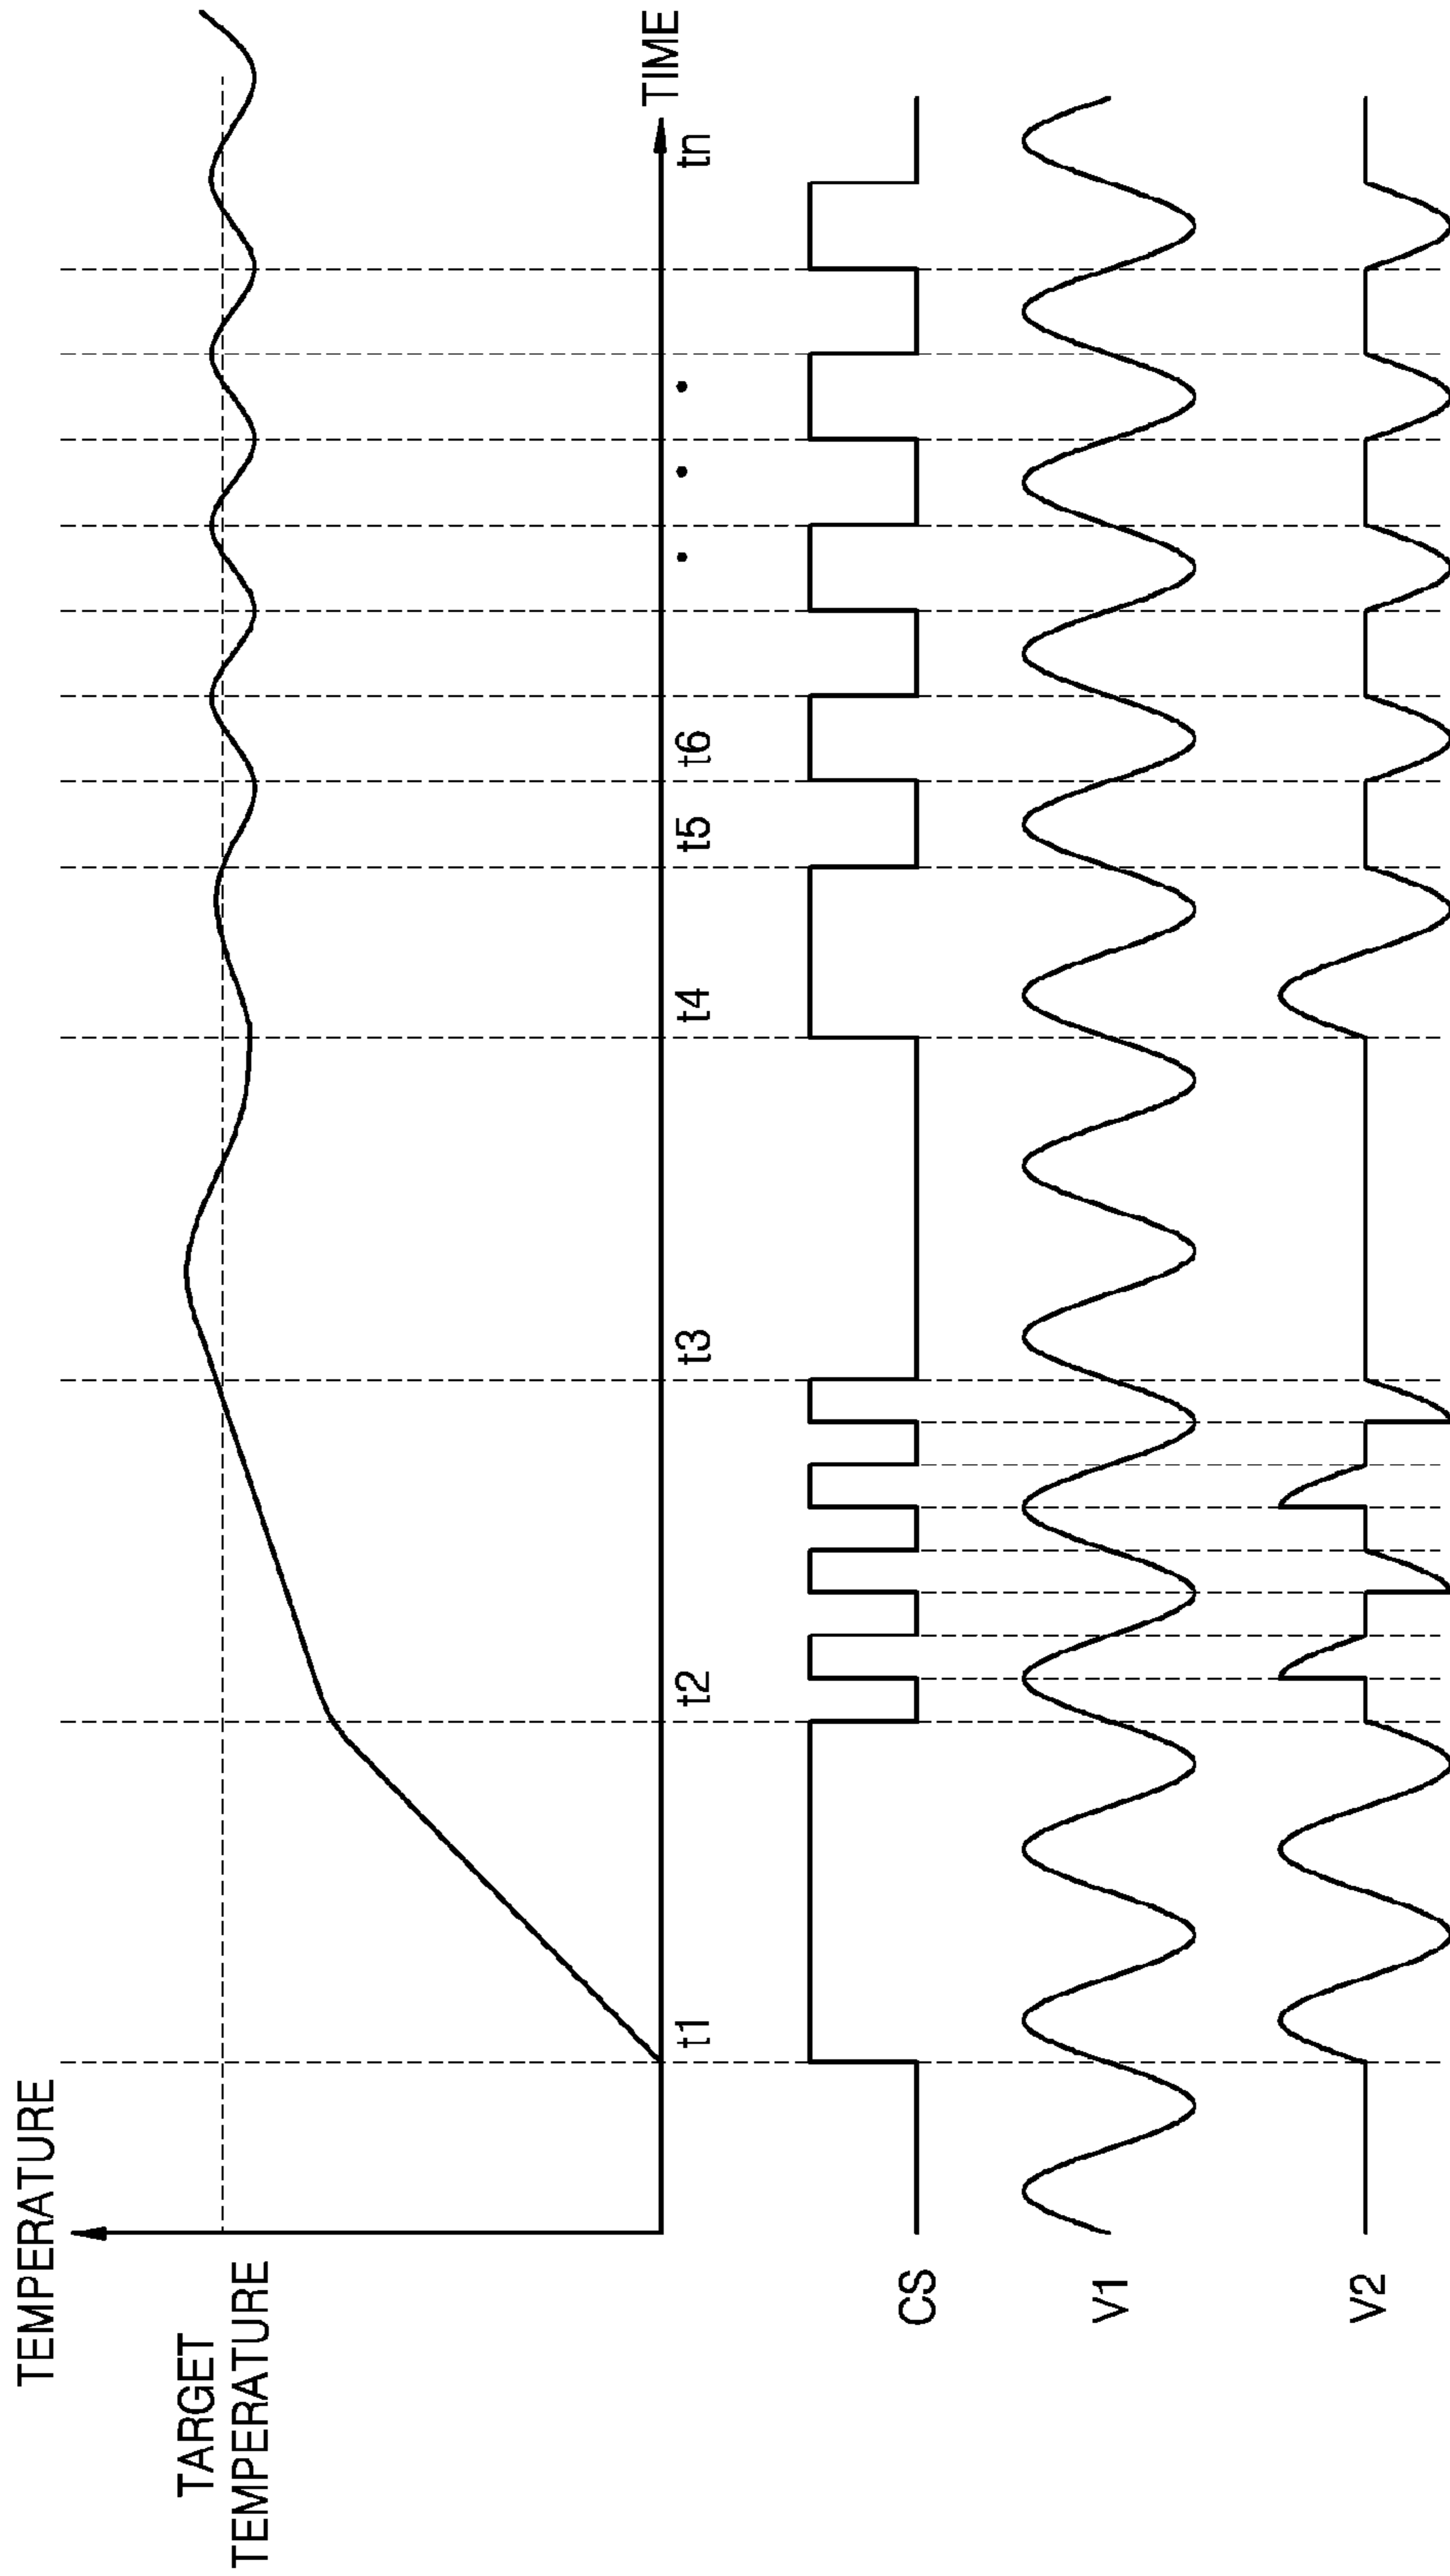 TEMPERATURE
TARGET
TEMPERATURE
t1
t2
t3
t4
t5
t6
• • •
tn
TIME
CS
V1
V2